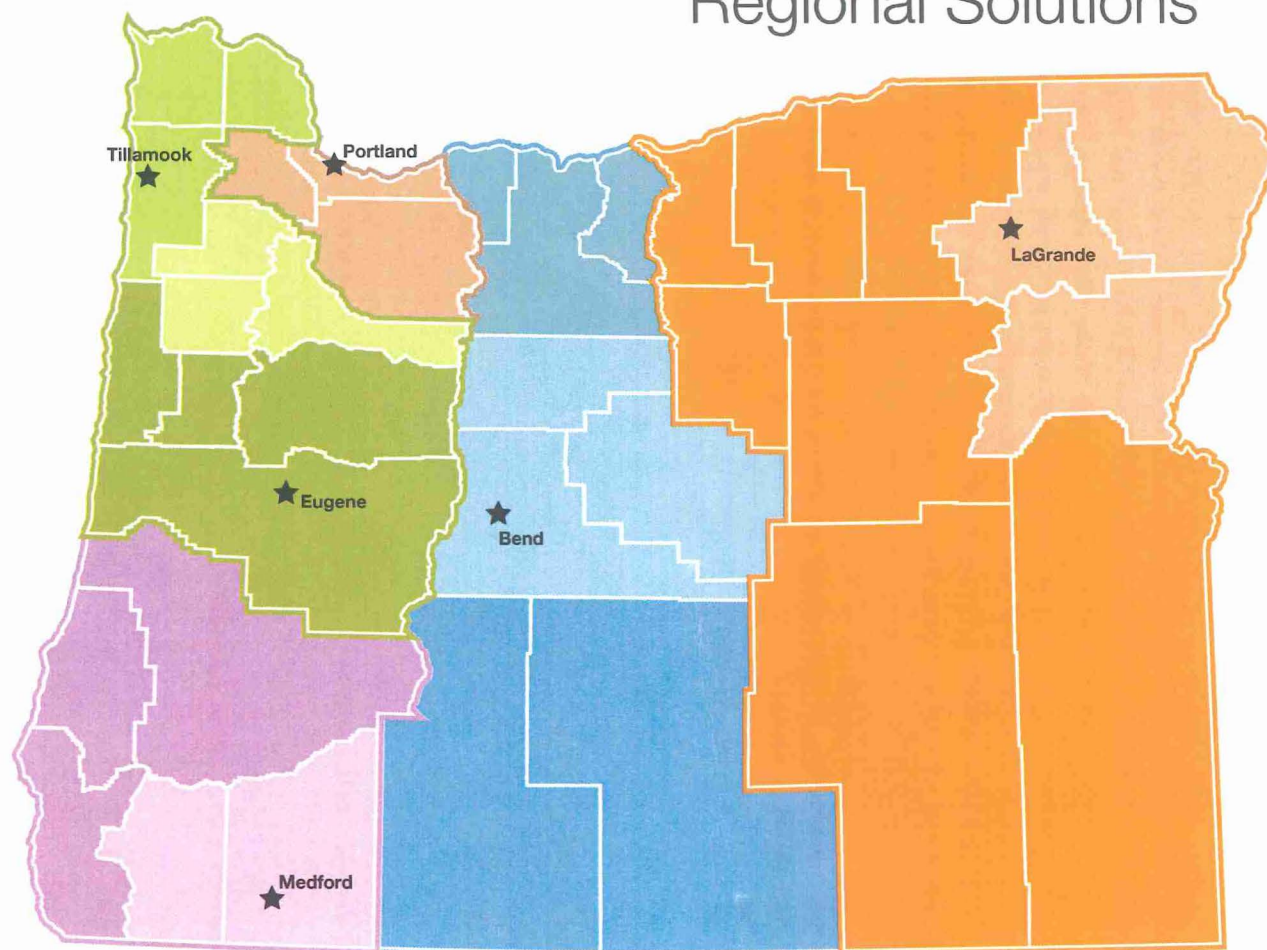 Regional Solutions
Tillamook
Portland
LaGrande
Eugene
Bend
Medford